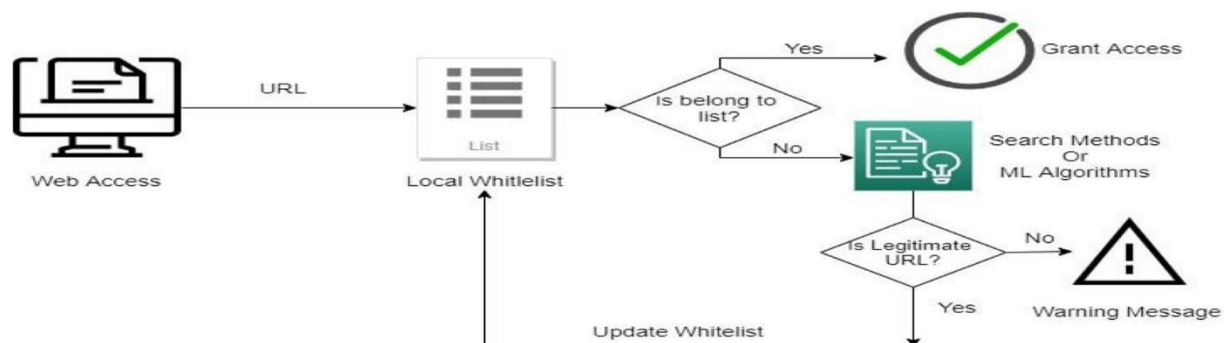 Yes
Grant Access
URL
Is belong to
list?
List
No
Search Methods
Or
ML Algorithms
Web Access
Local Whitlelist
Is Legitimate
URL?
No
Yes
Warning Message
Update Whitelist